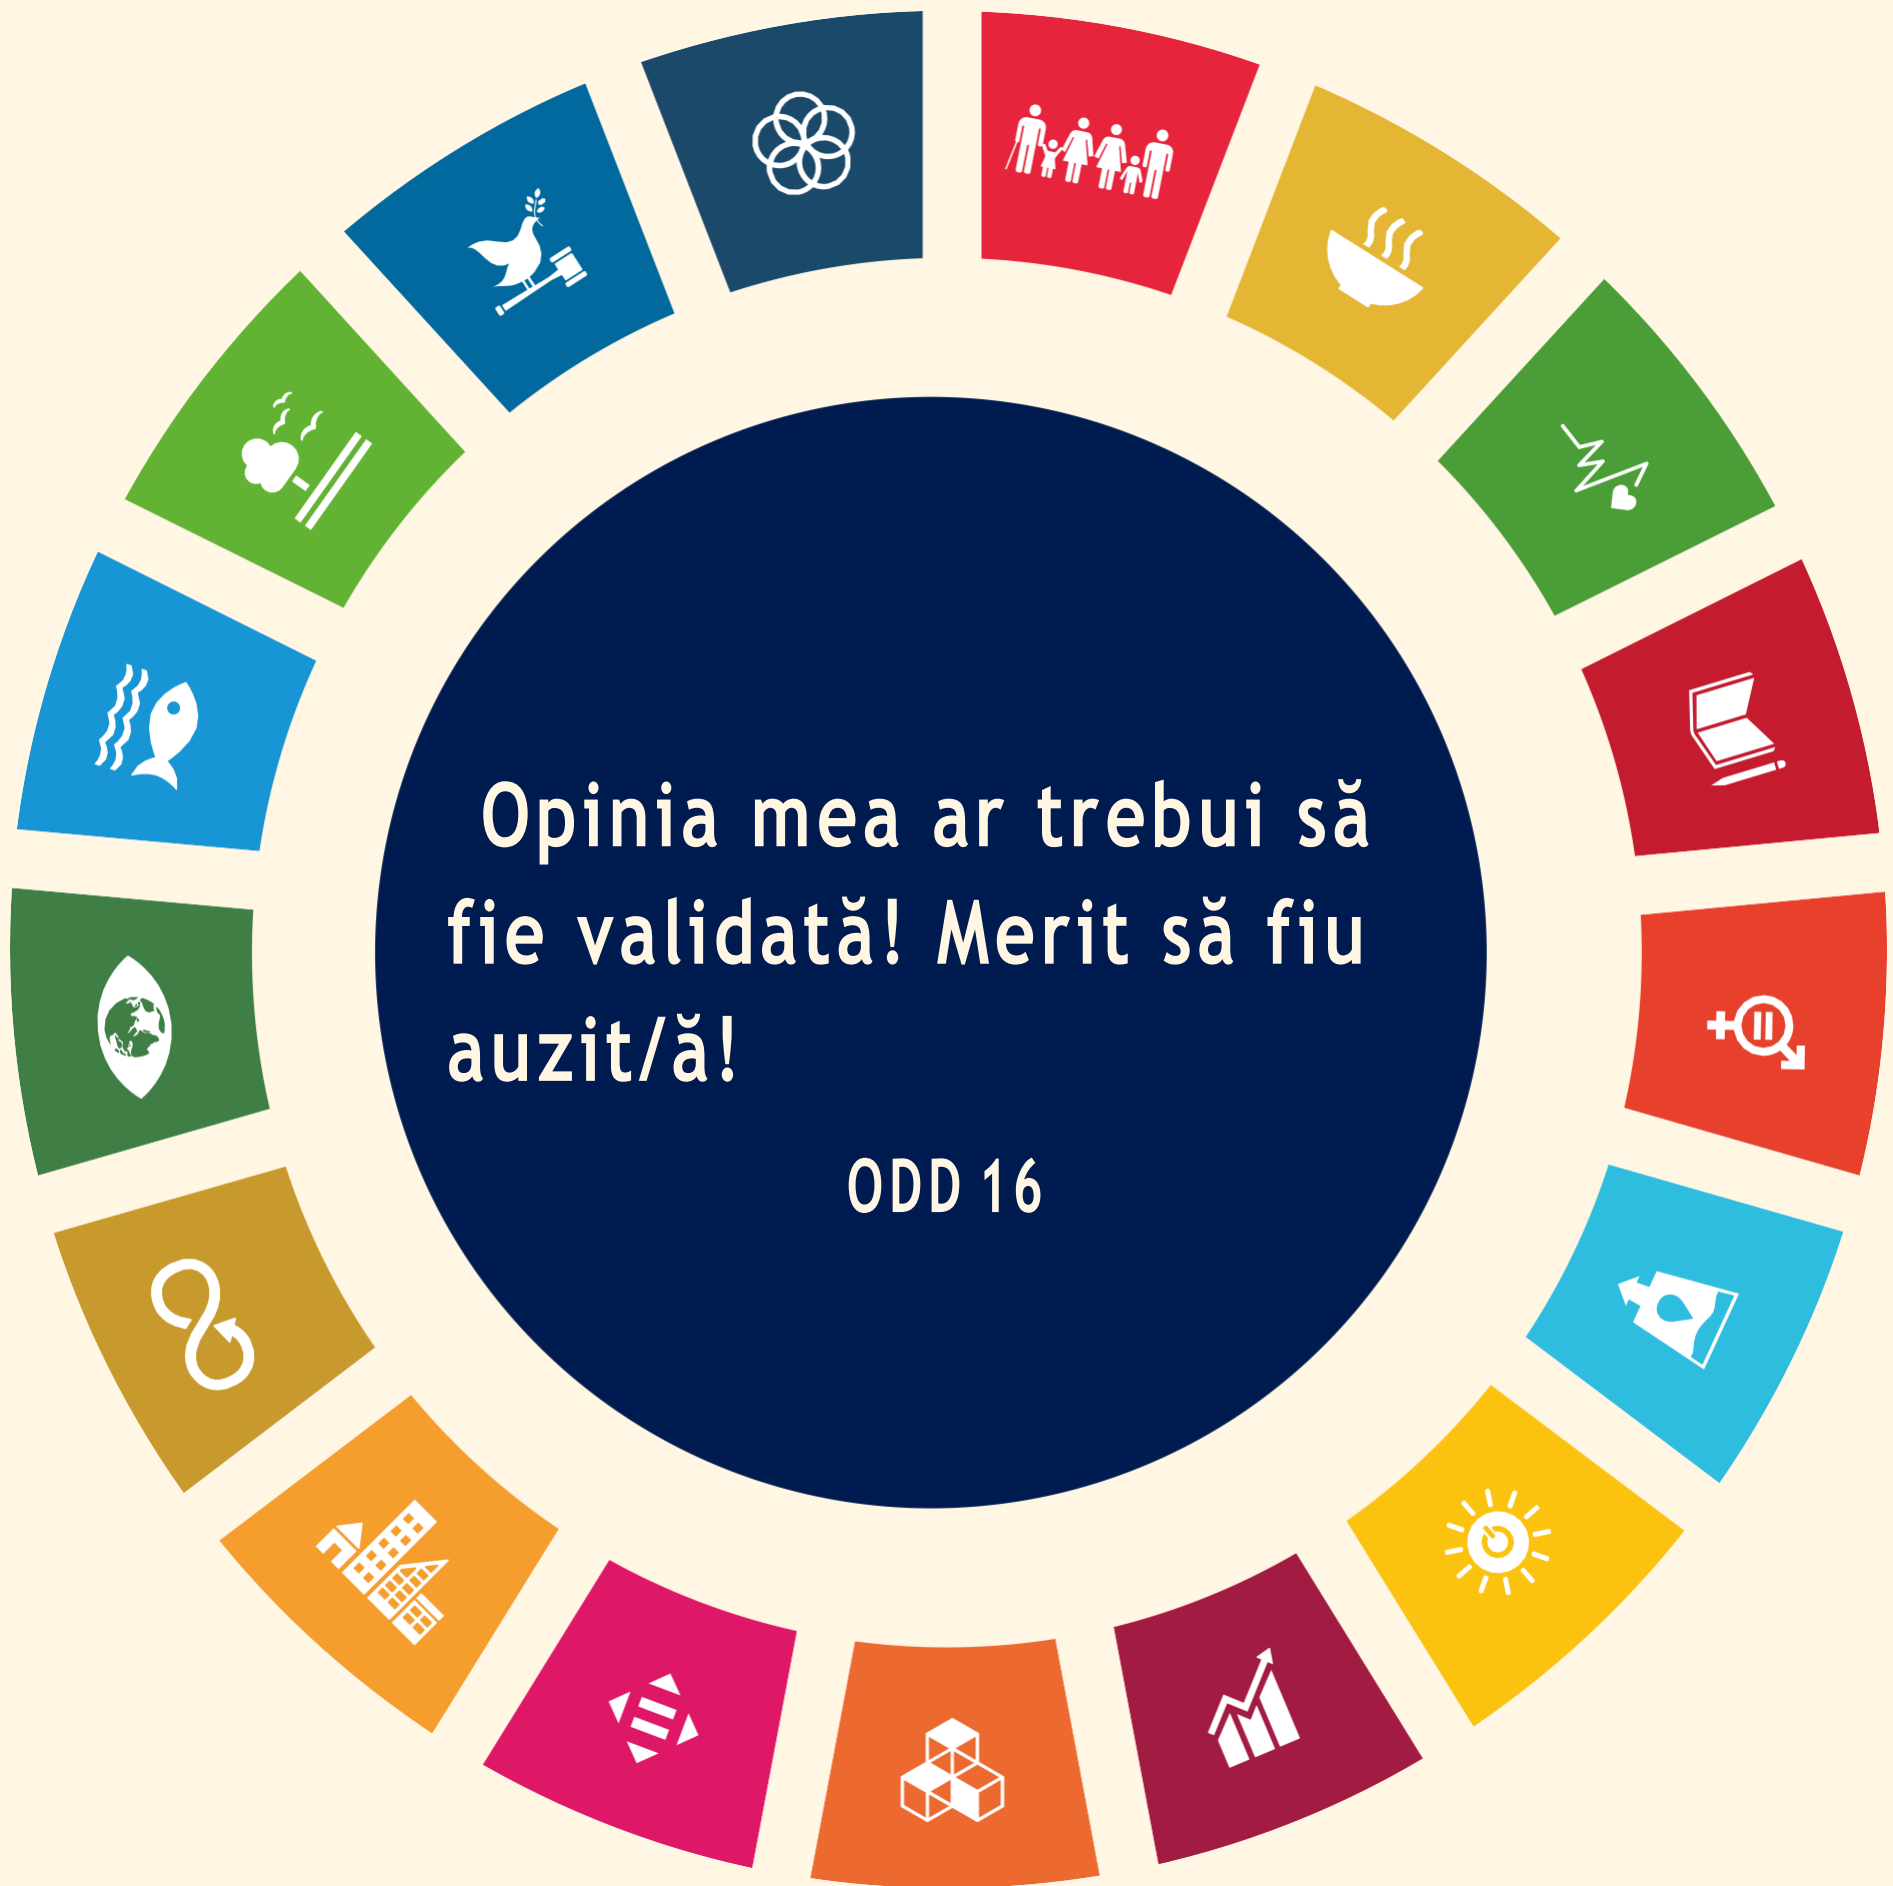 Opinia mea ar trebui să
fie validată! Merit să fiu
auzit/ă!
ODD 16